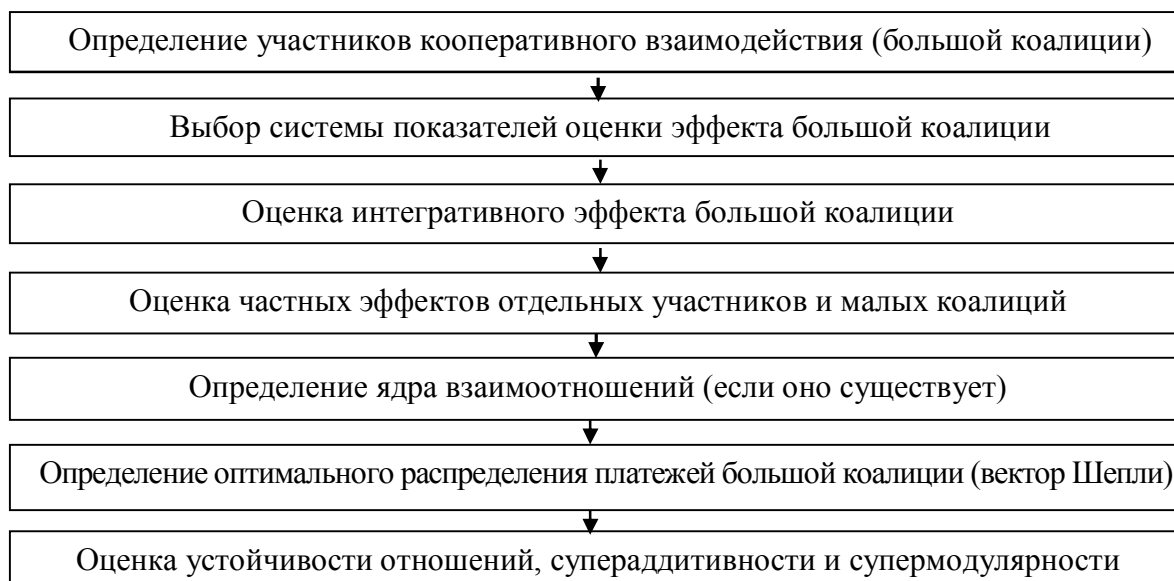 Определение участников кооперативного взаимодействия (большой коалиции)
Выбор системы показателей оценки эффекта большой коалиции
Оценка интегративного эффекта большой коалиции
Оценка частных эффектов отдельных участников и малых коалиций
Определение ядра взаимоотношений (если оно существует)
Определение оптимального распределения платежей большой коалиции (вектор Шепли)
Оценка устойчивости отношений, супераддитивности и супермодулярности